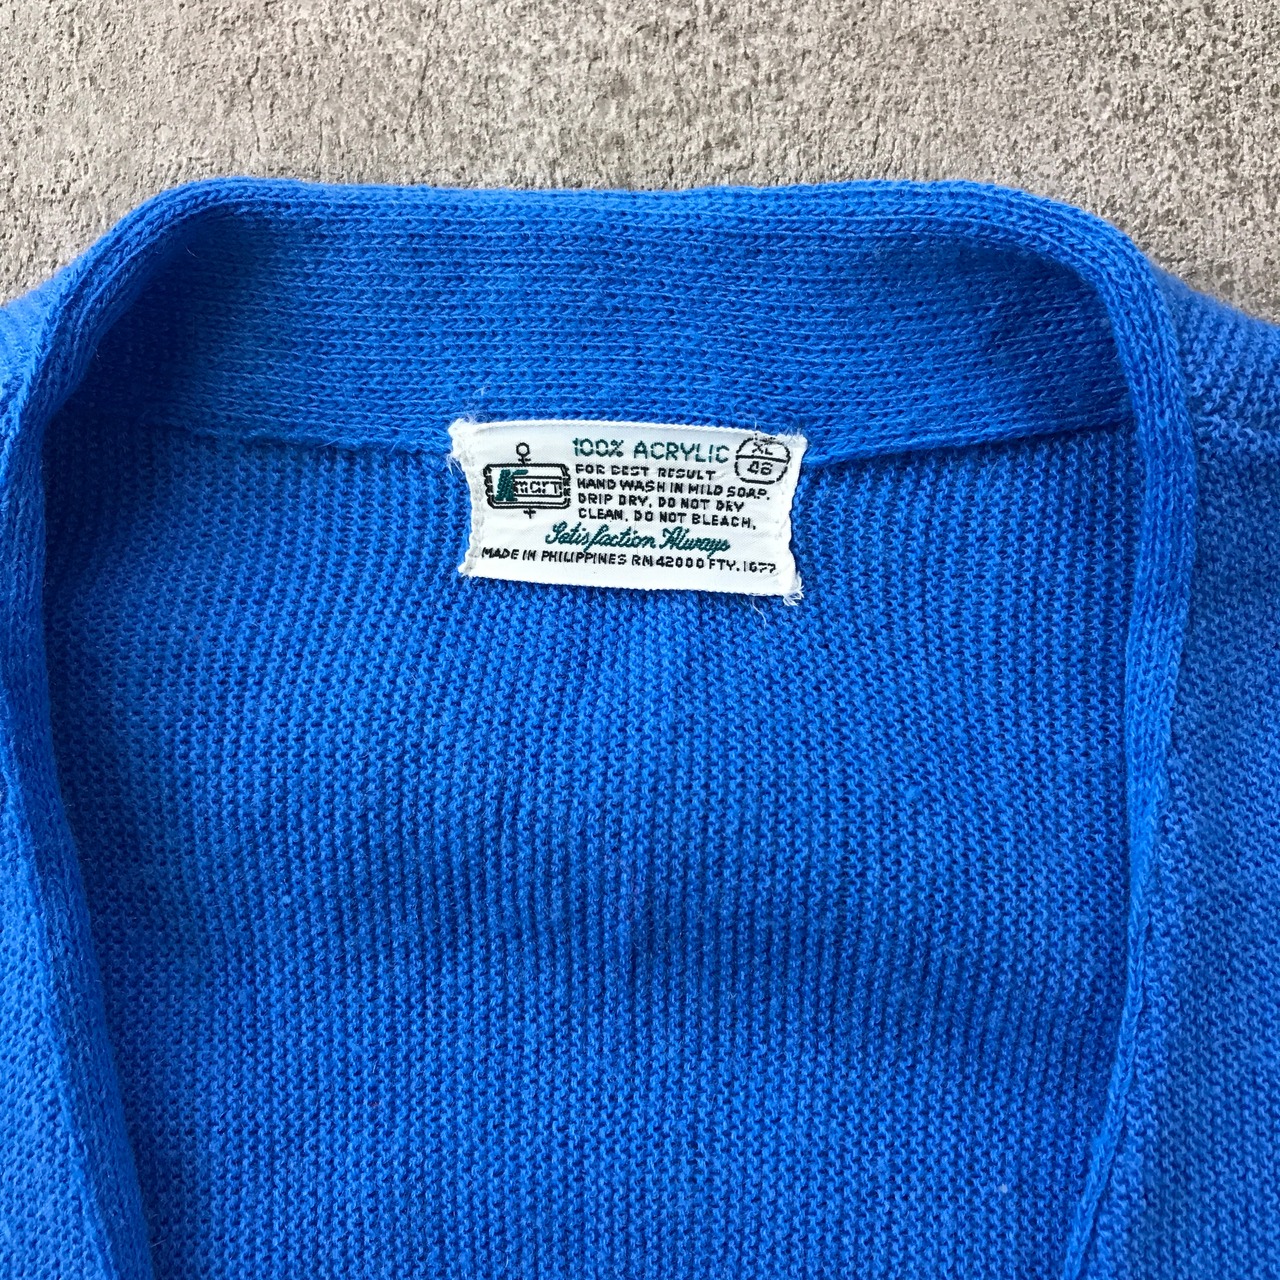 100% ACRYLIC
XL
46
Kmart
FOR BEST RESULT
HAND WASH IN MILD SOAP.
DRIP DRY, DO NOT DRY
CLEAN, DO NOT BLEACH,
Satisfaction Always
MADE IN PHILIPPINES RN 42000 FTY. 1677